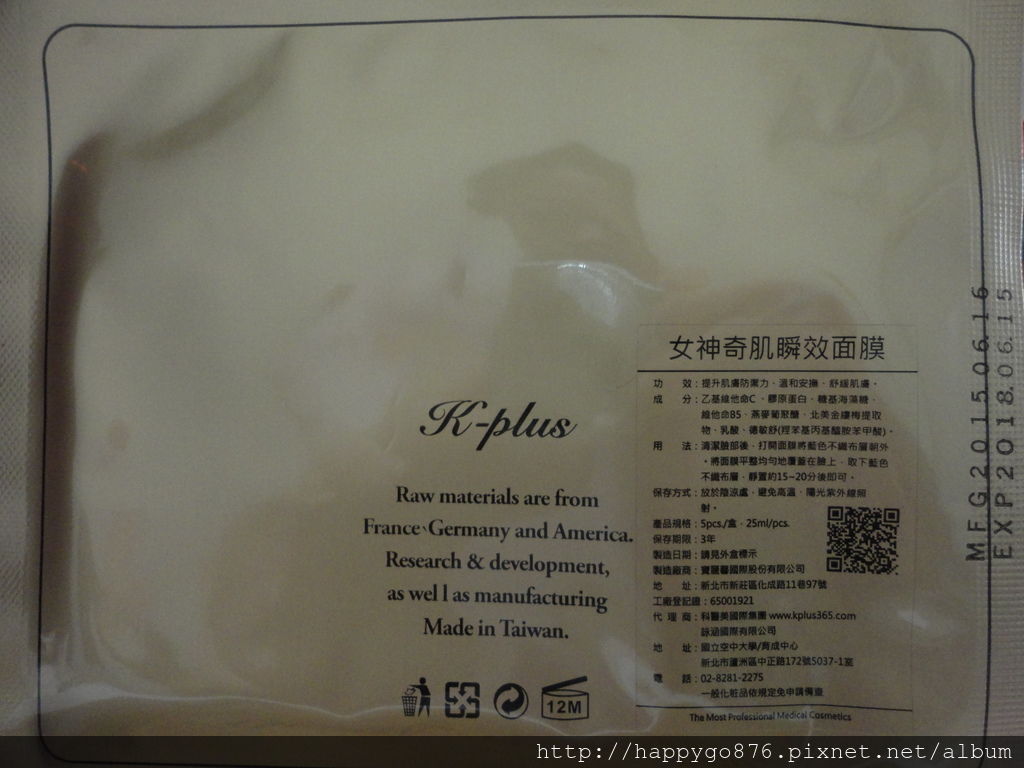 K-plus
Raw materials are from
France、Germany and America.
Research & development,
as wel l as manufacturing
Made in Taiwan.
12M
女神奇肌瞬效面膜
功 效：提升肌膚防禦力、溫和安撫、舒緩肌膚。
成 分：乙基維他命C、膠原蛋白、糖基海藻糖、
維他命B5、燕麥葡聚醣、北美金縷梅提取
物、乳酸、德敏舒(羥苯基丙基醯胺苯甲酸)。
用 法：清潔臉部後，打開面膜將藍色不織布層朝外
，將面膜平整均勻地覆蓋在臉上，取下藍色
不織布層，靜置約15~20分後即可。
保存方式：放於陰涼處，避免高溫、陽光紫外線照
射。
產品規格：5pcs./盒，25ml/pcs.
保存期限：3年
製造日期：請見外盒標示
製造廠商：寶麗馨國際股份有限公司
地 址：新北市新莊區化成路11巷97號
工廠登記證：65001921
代 理 商：科醫美國際集團 www.kplus365.com
詠涵國際有限公司
地 址：國立空中大學/育成中心
新北市蘆洲區中正路172號5037-1室
電 話：02-8281-2275
一般化粧品依規定免申請備查
The Most Professional Medical Cosmetics
MFG2015.06.16
EXP2018.06.15
http://happygo876.pixnet.net/album